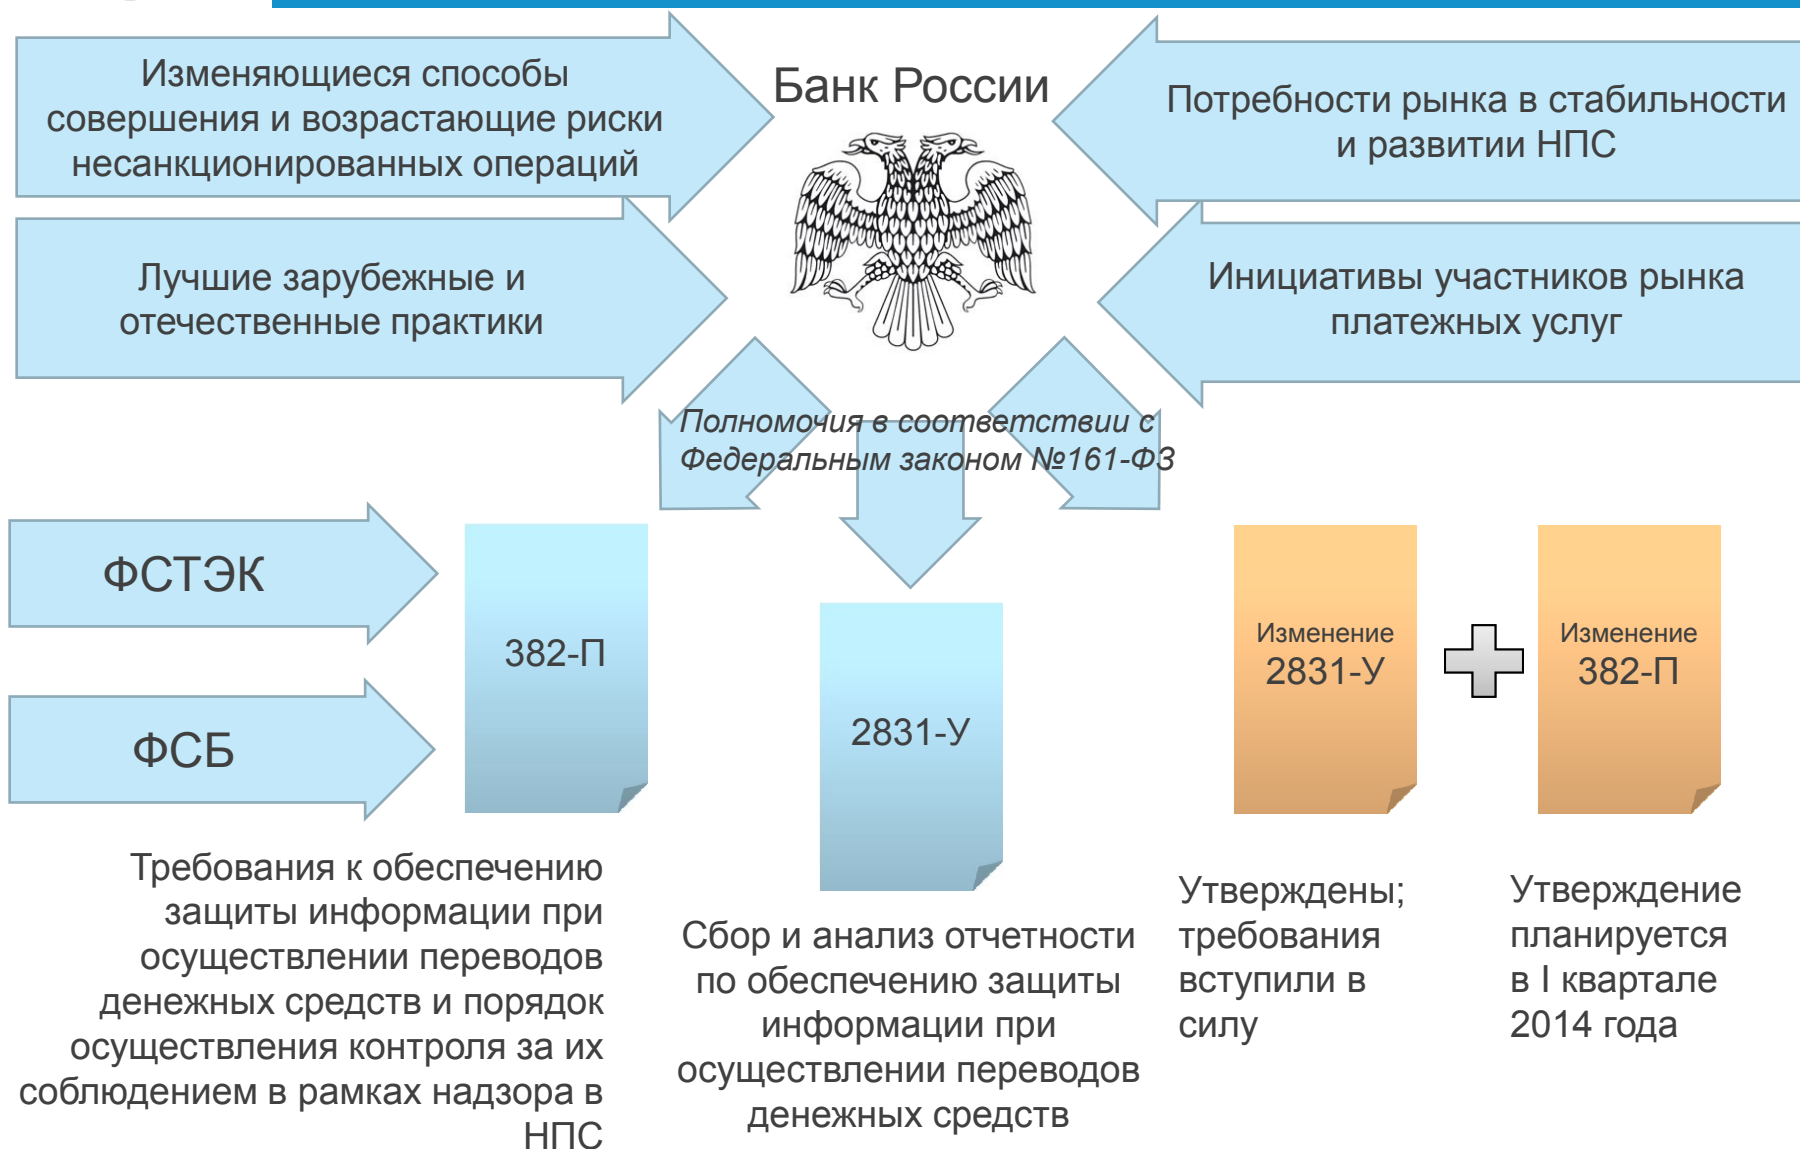 Изменяющиеся способы
совершения и возрастающие риски
несанкционированных операций
Банк России
Потребности рынка в стабильности
и развитии НПС
Лучшие зарубежные и
отечественные практики
Инициативы участников рынка
платежных услуг
Полномочия в соответствии с
Федеральным законом №161-ФЗ
ФСТЭК
ФСБ
382-П
2831-У
Изменение
2831-У
Изменение
382-П
Требования к обеспечению
защиты информации при
осуществлении переводов
денежных средств и порядок
осуществления контроля за их
соблюдением в рамках надзора в
НПС
Сбор и анализ отчетности
по обеспечению защиты
информации при
осуществлении переводов
денежных средств
Утверждены;
требования
вступили в
силу
Утверждение
планируется
в I квартале
2014 года